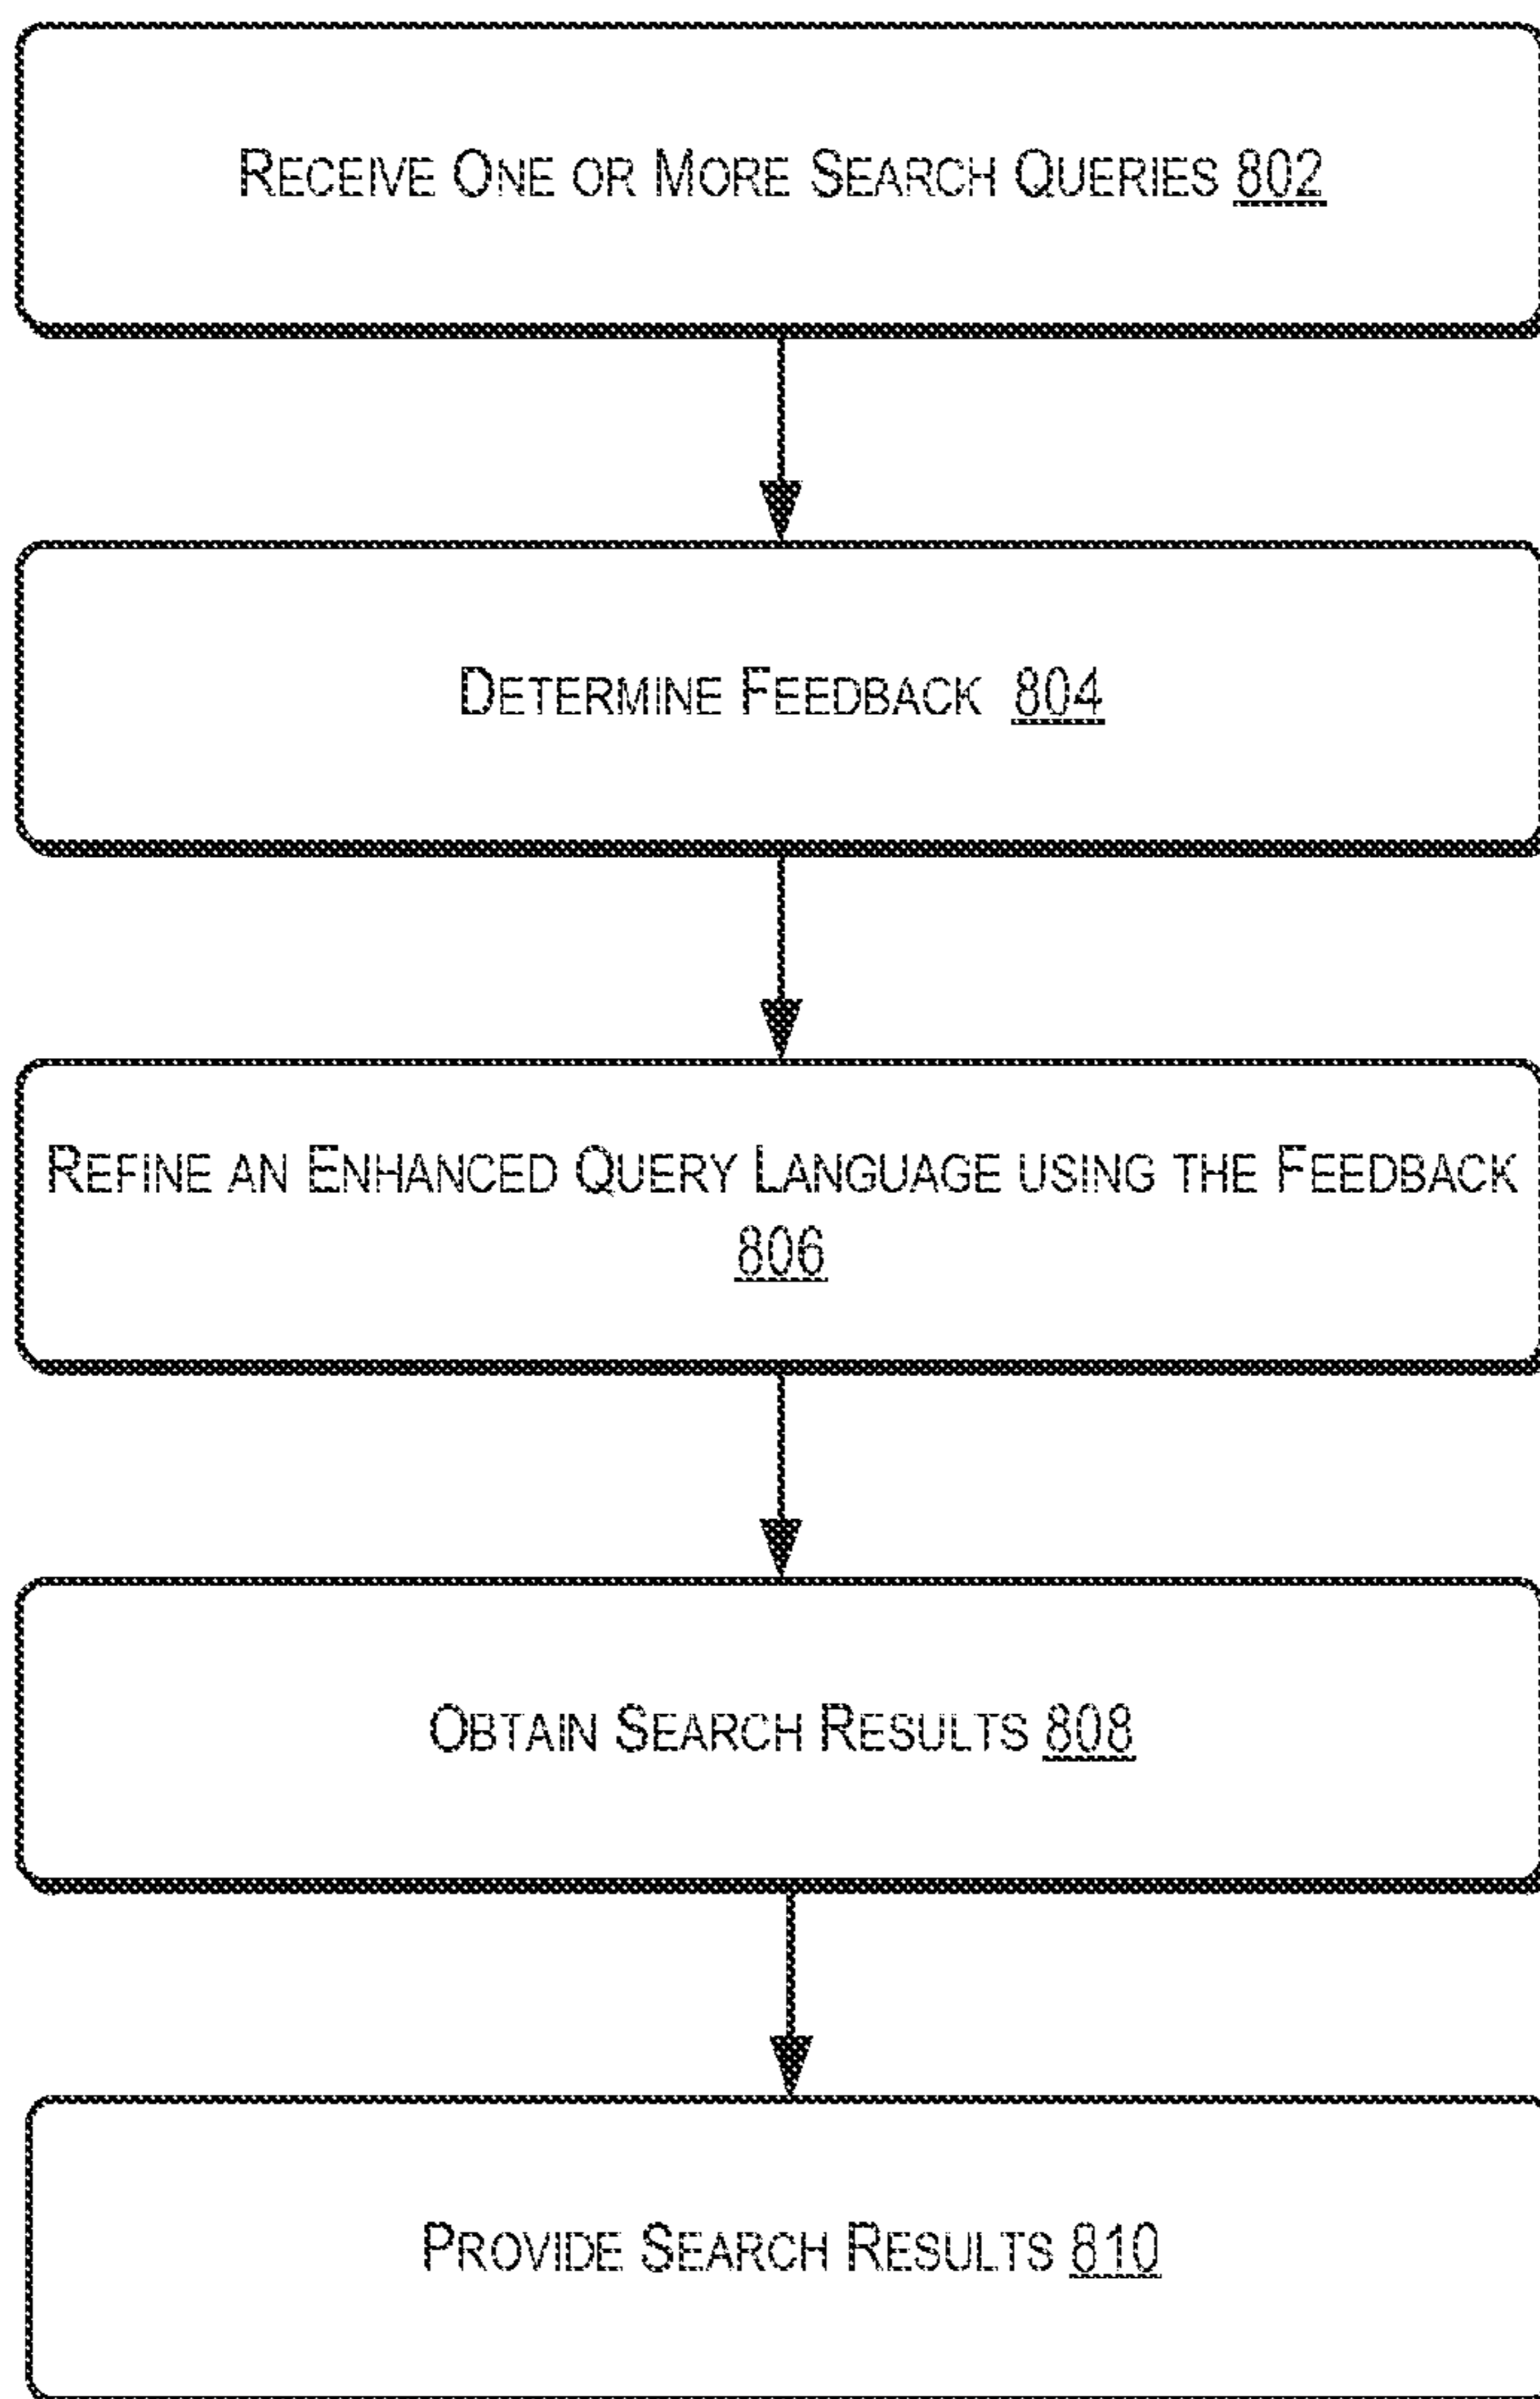 RECEIVE ONE OR MORE SEARCH QUERIES 802
DETERMINE FEEDBACK 804
REFINE AN ENHANCED QUERY LANGUAGE USING THE FEEDBACK
806
OBTAIN SEARCH RESULTS 808
PROVIDE SEARCH RESULTS 810